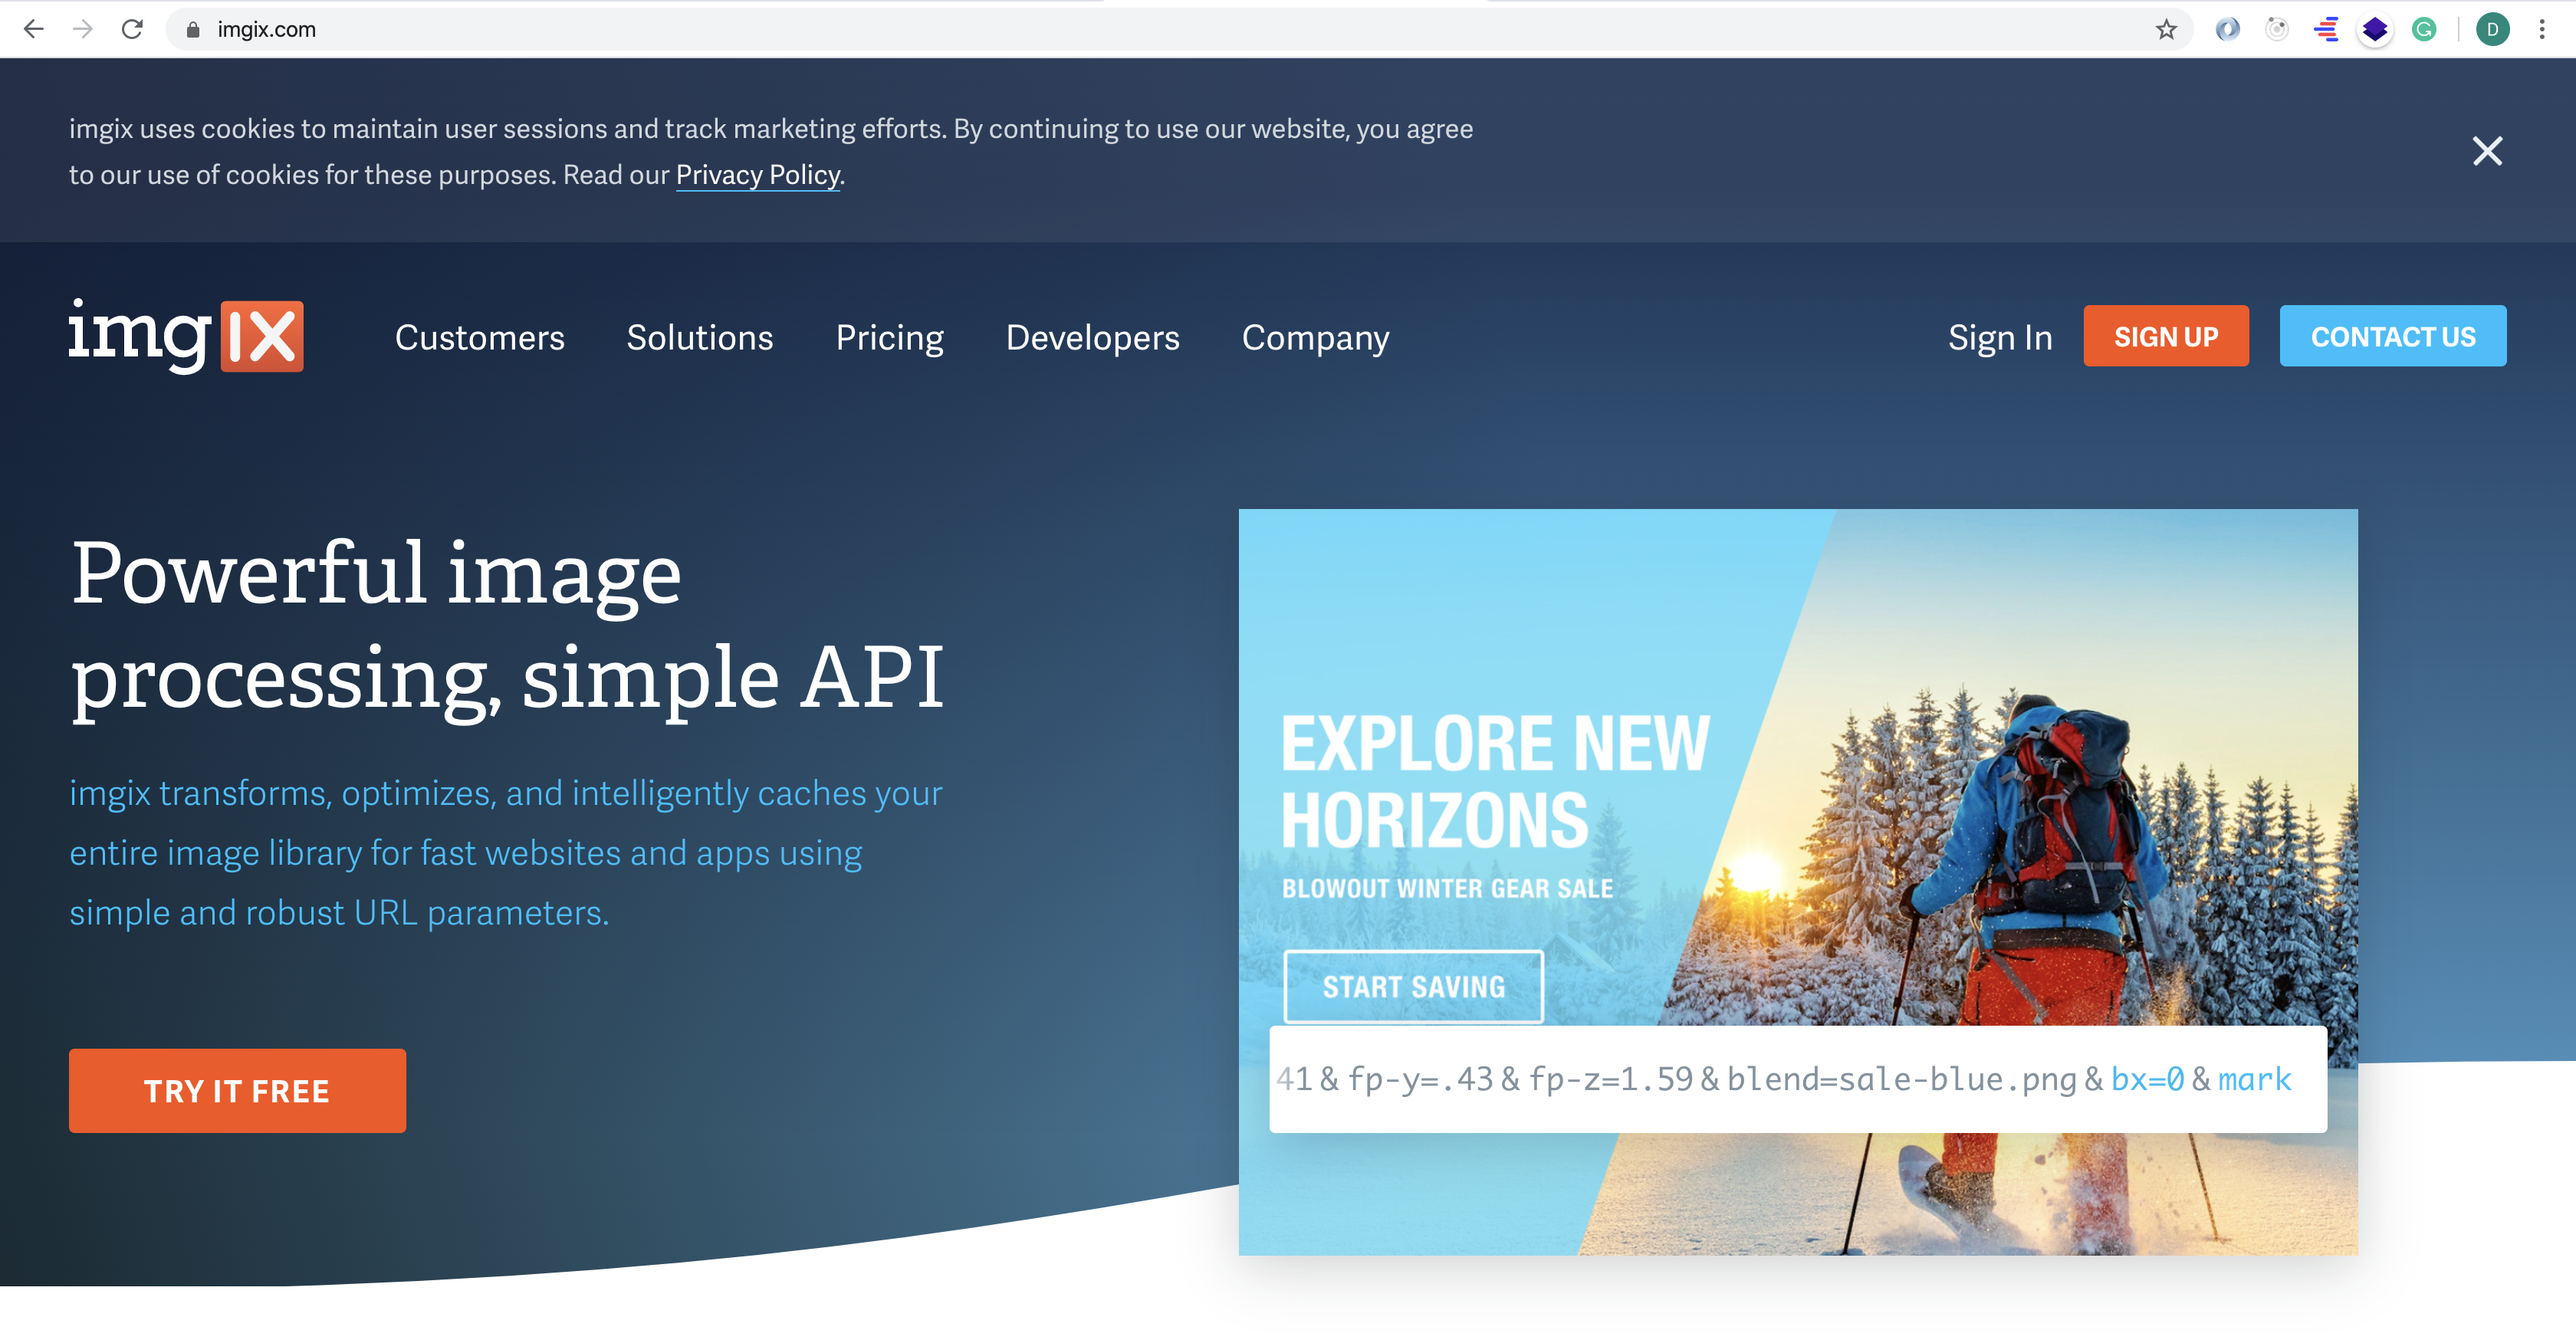 imgix.com
D
imgix uses cookies to maintain user sessions and track marketing efforts. By continuing to use our website, you agree
to our use of cookies for these purposes. Read our Privacy Policy.
imgIX
Customers
Solutions
Pricing
Developers
Company
Sign In
SIGN UP
CONTACT US
Powerful image
processing, simple API
imgix transforms, optimizes, and intelligently caches your
entire image library for fast websites and apps using
simple and robust URL parameters.
TRY IT FREE
EXPLORE NEW
HORIZONS
BLOWOUT WINTER GEAR SALE
START SAVING
41 & fp-y=.43 & fp-z=1.59 & blend=sale-blue.png & bx=0 & mark